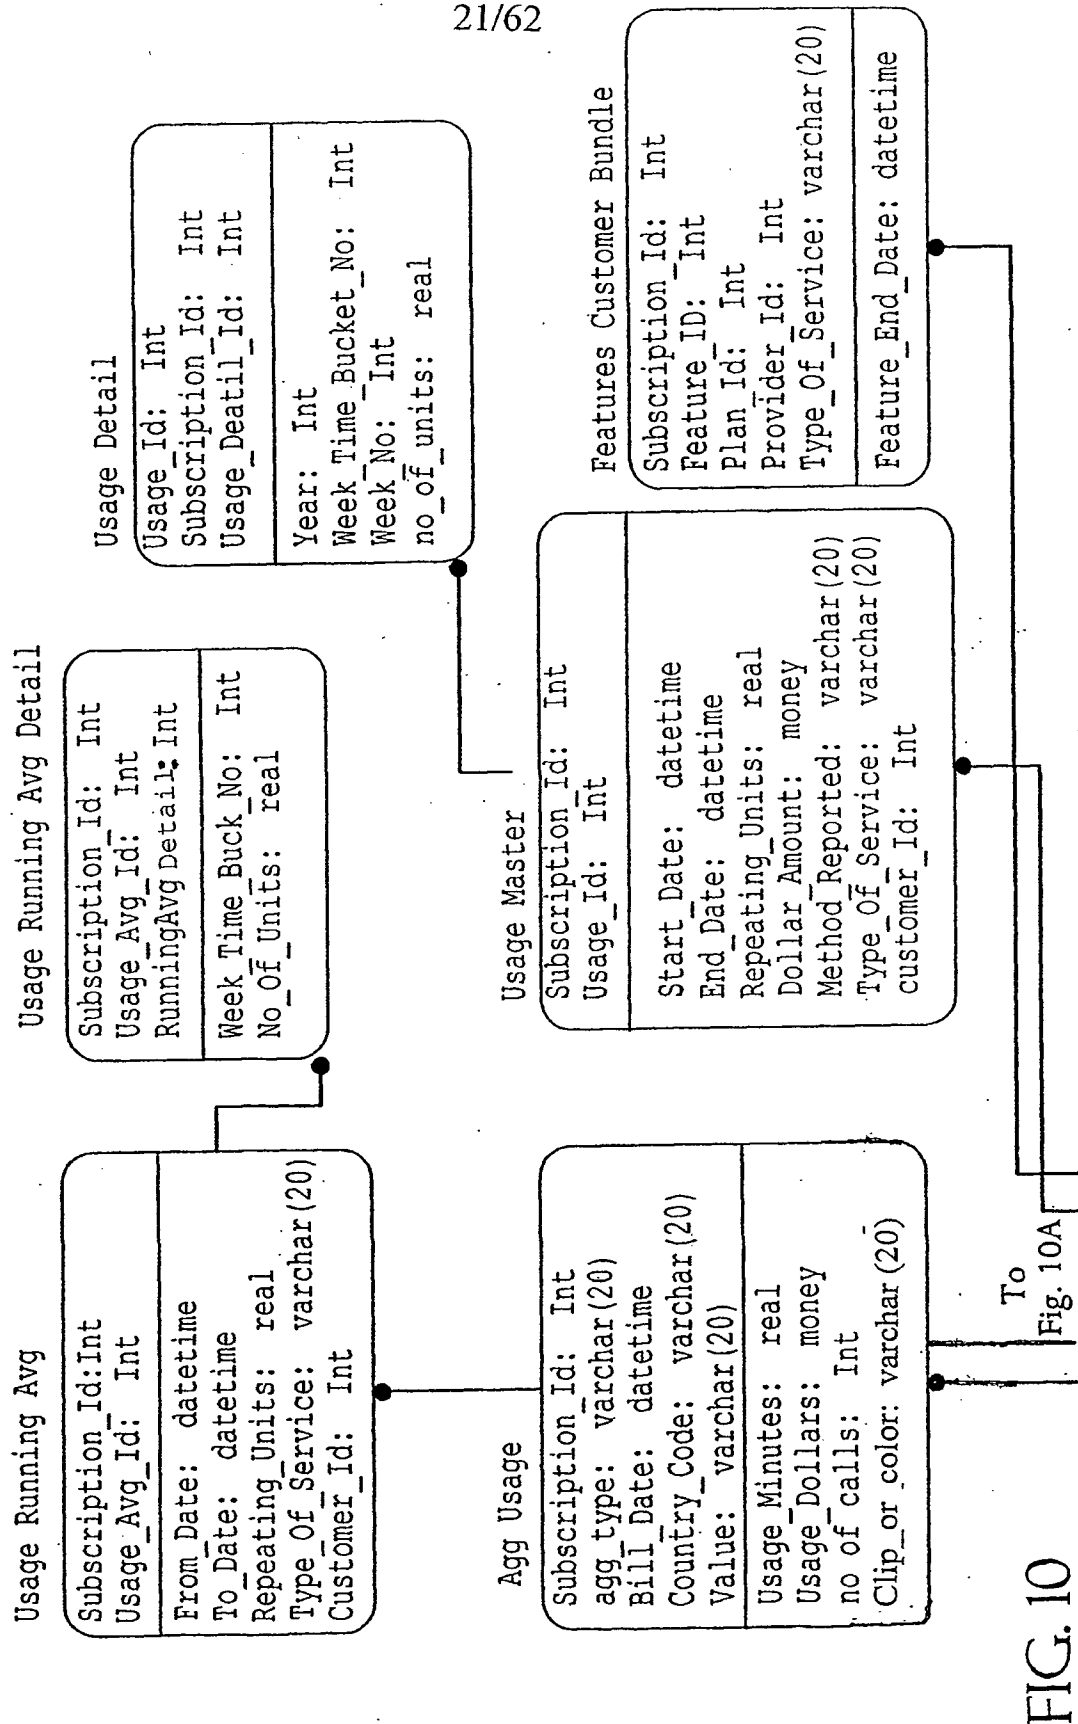 21/62
Usage Running Avg
Subscription_Id:Int
Usage_Avg_Id: Int
From_Date: datetime
To_Date: datetime
Repeating_Units: real
Type_Of_Service: varchar(20)
Customer_Id: Int
Usage Running Avg Detail
Subscription_Id: Int
Usage_Avg_Id: Int
RunningAvgDetail: Int
Week_Time_Buck_No: Int
No_Of_Units: real
Usage Detail
Usage_Id: Int
Subscription_Id: Int
Usage_Deatil_Id: Int
Year: Int
Week_Time_Bucket_No: Int
Week_No: Int
no_of_units: real
Agg Usage
Subscription_Id: Int
agg_type: varchar(20)
Bill_Date: datetime
Country_Code: varchar(20)
Value: varchar(20)
Usage_Minutes: real
Usage_Dollars: money
no of calls: Int
Clip_or_color: varchar(20)
Usage Master
Subscription_Id: Int
Usage_Id: Int
Start_Date: datetime
End_Date: datetime
Repeating_Units: real
Dollar_Amount: money
Method_Reported: varchar(20)
Type_Of_Service: varchar(20)
customer_Id: Int
Features Customer Bundle
Subscription_Id: Int
Feature_ID: Int
Plan_Id: Int
Provider_Id: Int
Type_Of_Service: varchar(20)
Feature_End_Date: datetime
To
Fig. 10A
FIG. 10